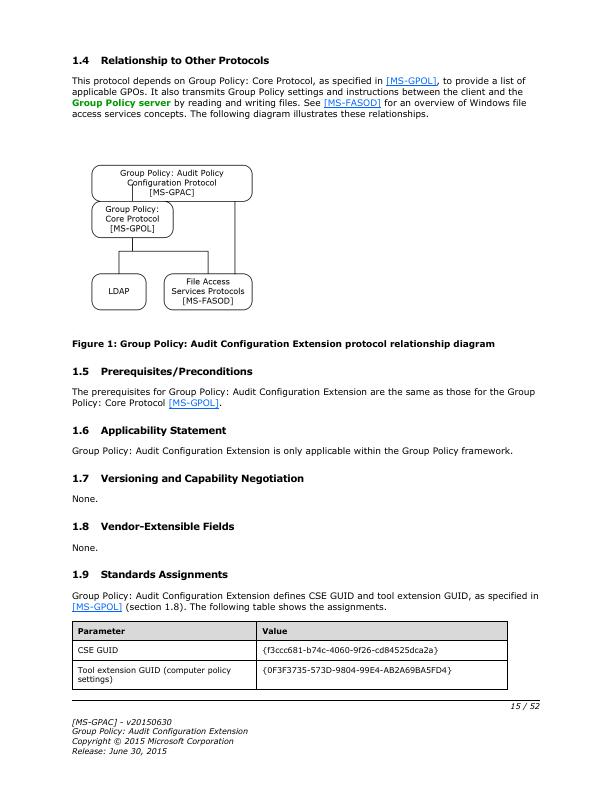 1.4 Relationship to Other Protocols
This protocol depends on Group Policy: Core Protocol, as specified in [MS-GPOL], to provide a list of
applicable GPOs. It also transmits Group Policy settings and instructions between the client and the
Group Policy server by reading and writing files. See [MS-FASOD] for an overview of Windows file
access services concepts. The following diagram illustrates these relationships.
Group Policy: Audit Policy
Configuration Protocol
[MS-GPAC]
Group Policy:
Core Protocol
[MS-GPOL]
LDAP
File Access
Services Protocols
[MS-FASOD]
Figure 1: Group Policy: Audit Configuration Extension protocol relationship diagram
1.5 Prerequisites/Preconditions
The prerequisites for Group Policy: Audit Configuration Extension are the same as those for the Group
Policy: Core Protocol [MS-GPOL].
1.6 Applicability Statement
Group Policy: Audit Configuration Extension is only applicable within the Group Policy framework.
1.7 Versioning and Capability Negotiation
None.
1.8 Vendor-Extensible Fields
None.
1.9 Standards Assignments
Group Policy: Audit Configuration Extension defines CSE GUID and tool extension GUID, as specified in
[MS-GPOL] (section 1.8). The following table shows the assignments.
Parameter Value
CSE GUID {f3ccc681-b74c-4060-9f26-cd84525dca2a}
Tool extension GUID (computer policy {0F3F3735-573D-9804-99E4-AB2A69BA5FD4}
settings)
15 / 52
[MS-GPAC] - v20150630
Group Policy: Audit Configuration Extension
Copyright © 2015 Microsoft Corporation
Release: June 30, 2015